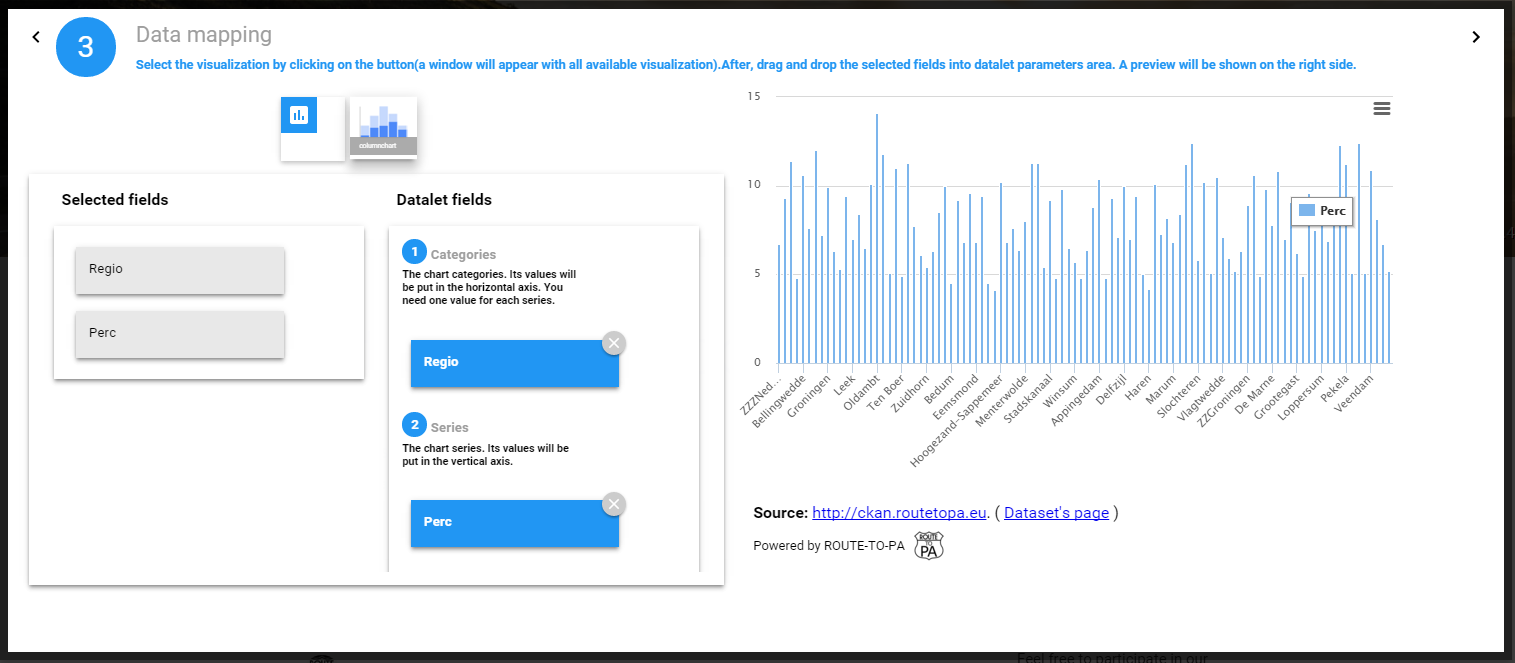 3
Data mapping
Select the visualization by clicking on the button(a window will appear with all available visualization).After, drag and drop the selected fields into datalet parameters area. A preview will be shown on the right side.
columnchart
Selected fields
Regio
Perc
Datalet fields
1 Categories
The chart categories. Its values will
be put in the horizontal axis. You
need one value for each series.
Regio
2 Series
The chart series. Its values will be
put in the vertical axis.
Perc
15
10
5
0
Perc
ZZZNed...
Bellingwedde
Groningen
Leek
Oldambt
Ten Boer
Zuidhorn
Bedum
Eemsmond
Hoogezand-Sappemeer
Menterwolde
Stadskanaal
Winsum
Appingedam
Delfzijl
Haren
Marum
Slochteren
Vlagtwedde
ZZGroningen
De Marne
Grootegast
Loppersum
Pekela
Veendam
Source: http://ckan.routetopa.eu. ( Dataset's page )
Powered by ROUTE-TO-PA
ROUTE
TO
PA
Feel free to participate in our